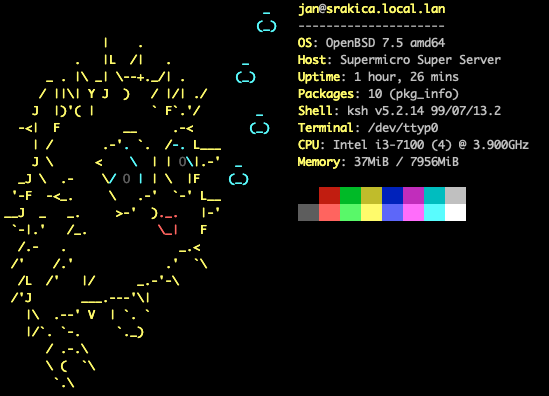 jan@srakica.local.lan
---------------------
OS: OpenBSD 7.5 amd64
Host: Supermicro Super Server
Uptime: 1 hour, 26 mins
Packages: 10 (pkg_info)
Shell: ksh v5.2.14 99/07/13.2
Terminal: /dev/ttyp0
CPU: Intel i3-7100 (4) @ 3.900GHz
Memory: 37MiB / 7956MiB